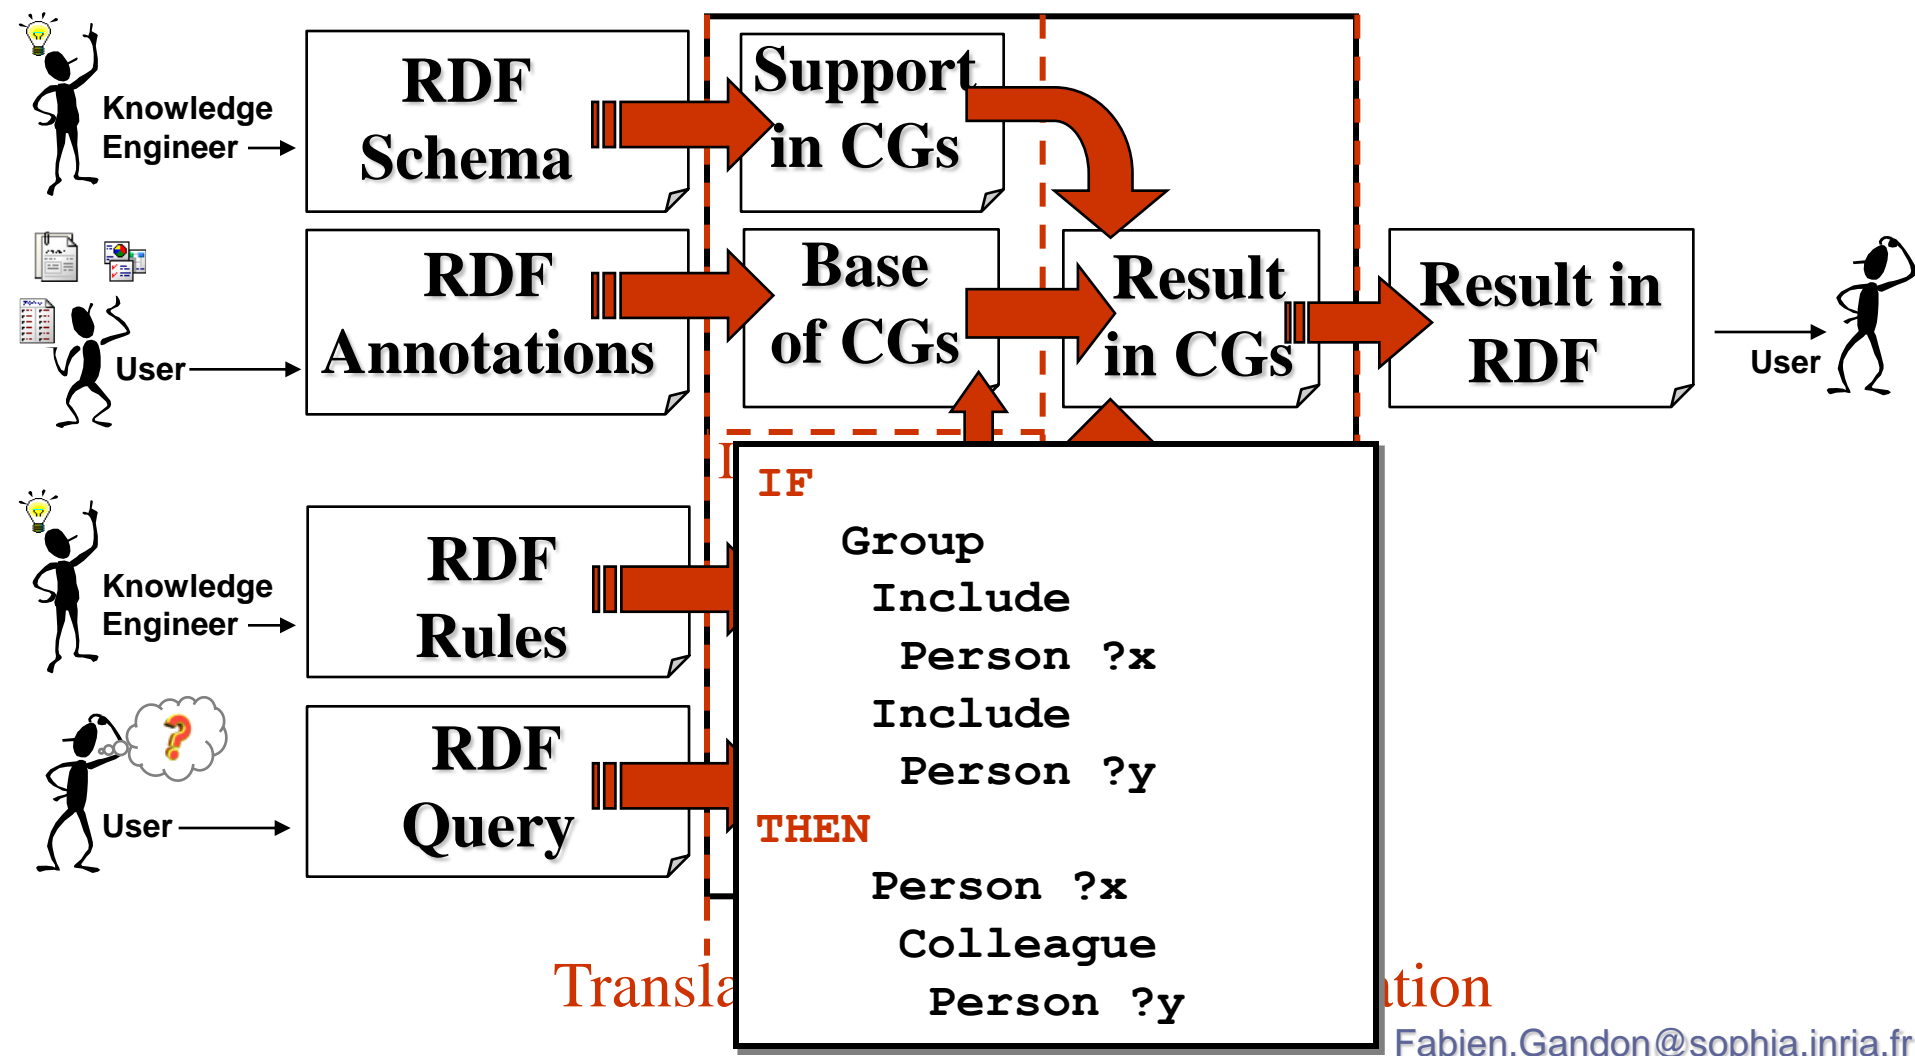 Knowledge
Engineer
RDF
Schema
Support
in CGs
User
RDF
Annotations
Base
of CGs
Result
in CGs
Result in
RDF
User
Knowledge
Engineer
RDF
Rules
User
RDF
Query
IF
Group
Include
Person ?x
Include
Person ?y
THEN
Person ?x
Colleague
Person ?y
Fabien.Gandon@sophia.inria.fr